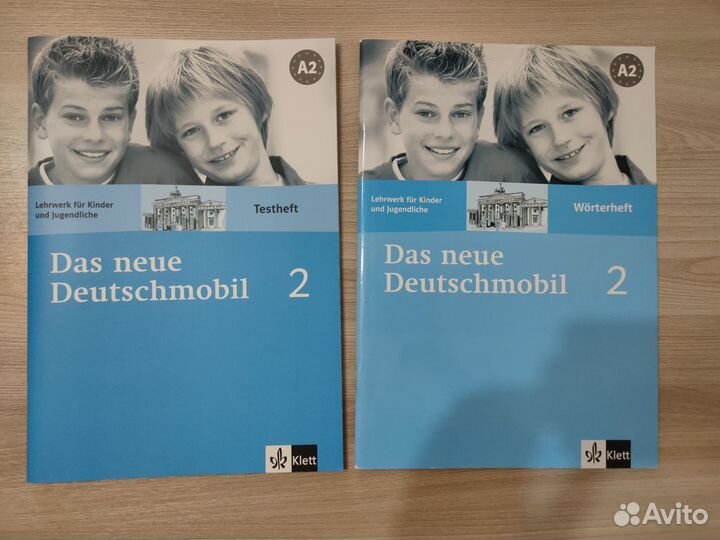 A2
Lehrwerk für Kinder
und Jugendliche
Testheft
Das neue
Deutschmobil 2
Klett
A2
Lehrwerk für Kinder
und Jugendliche
Wörterheft
Das neue
Deutschmobil 2
Klett
Avito